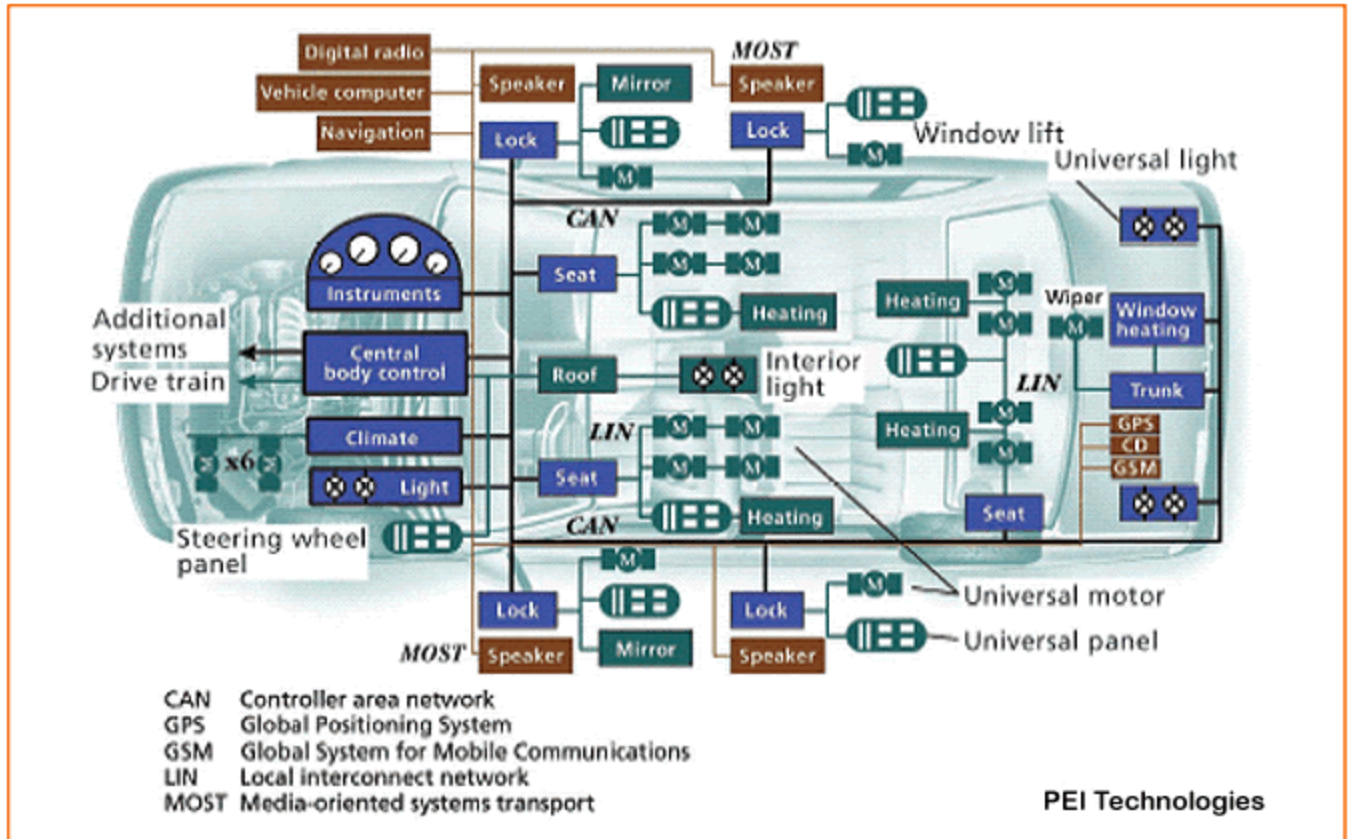 Digital radio
MOST
Speaker
Mirror
Speaker
Vehicle computer
Navigation
Lock
Lock
Window lift
M
M
Universal light
CAN
M
M
Seat
M
M
Instruments
Heating
Heating
M
M
Wiper
M
Window
heating
Additional
systems
Drive train
Central
body control
Roof
Interior
light
LIN
Trunk
Climate
LIN
M
M
Heating
M
M
GPS
CD
GSM
M
x6
M
Light
Seat
M
M
CAN
Heating
Seat
Steering wheel
panel
M
M
Universal motor
Lock
Lock
Universal panel
MOST
Speaker
Mirror
Speaker
CAN Controller area network
GPS Global Positioning System
GSM Global System for Mobile Communications
LIN Local interconnect network
MOST Media-oriented systems transport
PEI Technologies